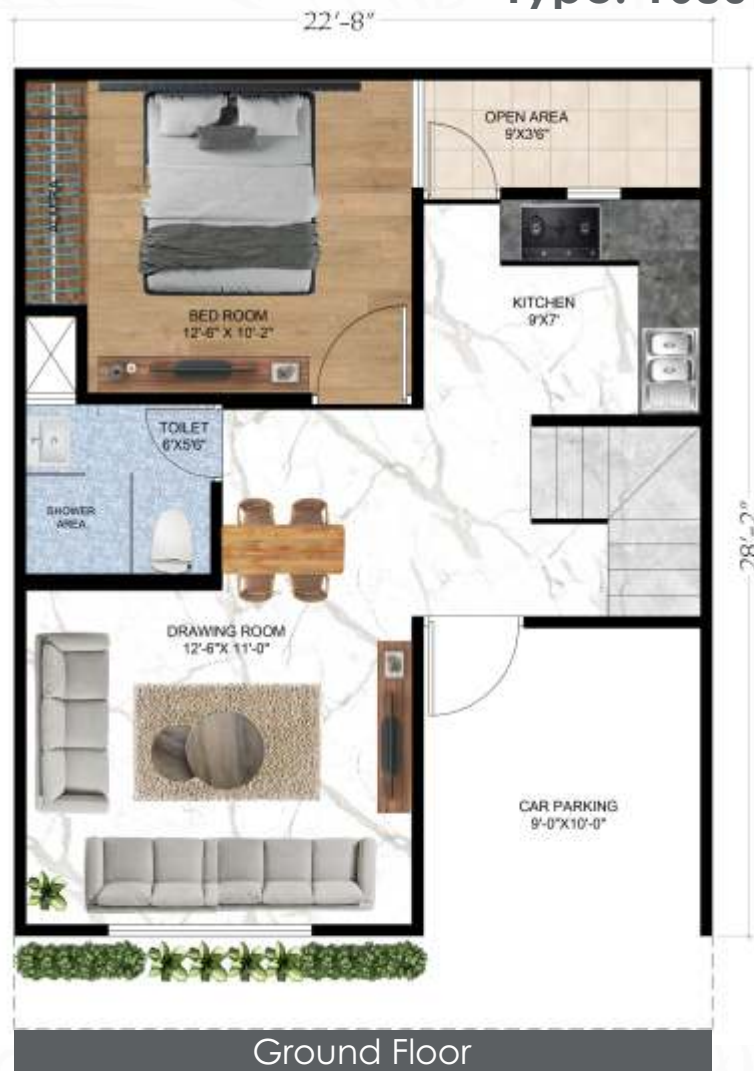 22'-8"
OPEN AREA
9'X3'6"
BED ROOM
12'-6" X 10'-2"
KITCHEN
9'X7'
TOILET
6'X5'6"
SHOWER
AREA
28'-2"
DRAWING ROOM
12'-6"X 11'-0"
CAR PARKING
9'-0"X10'-0"
Ground Floor